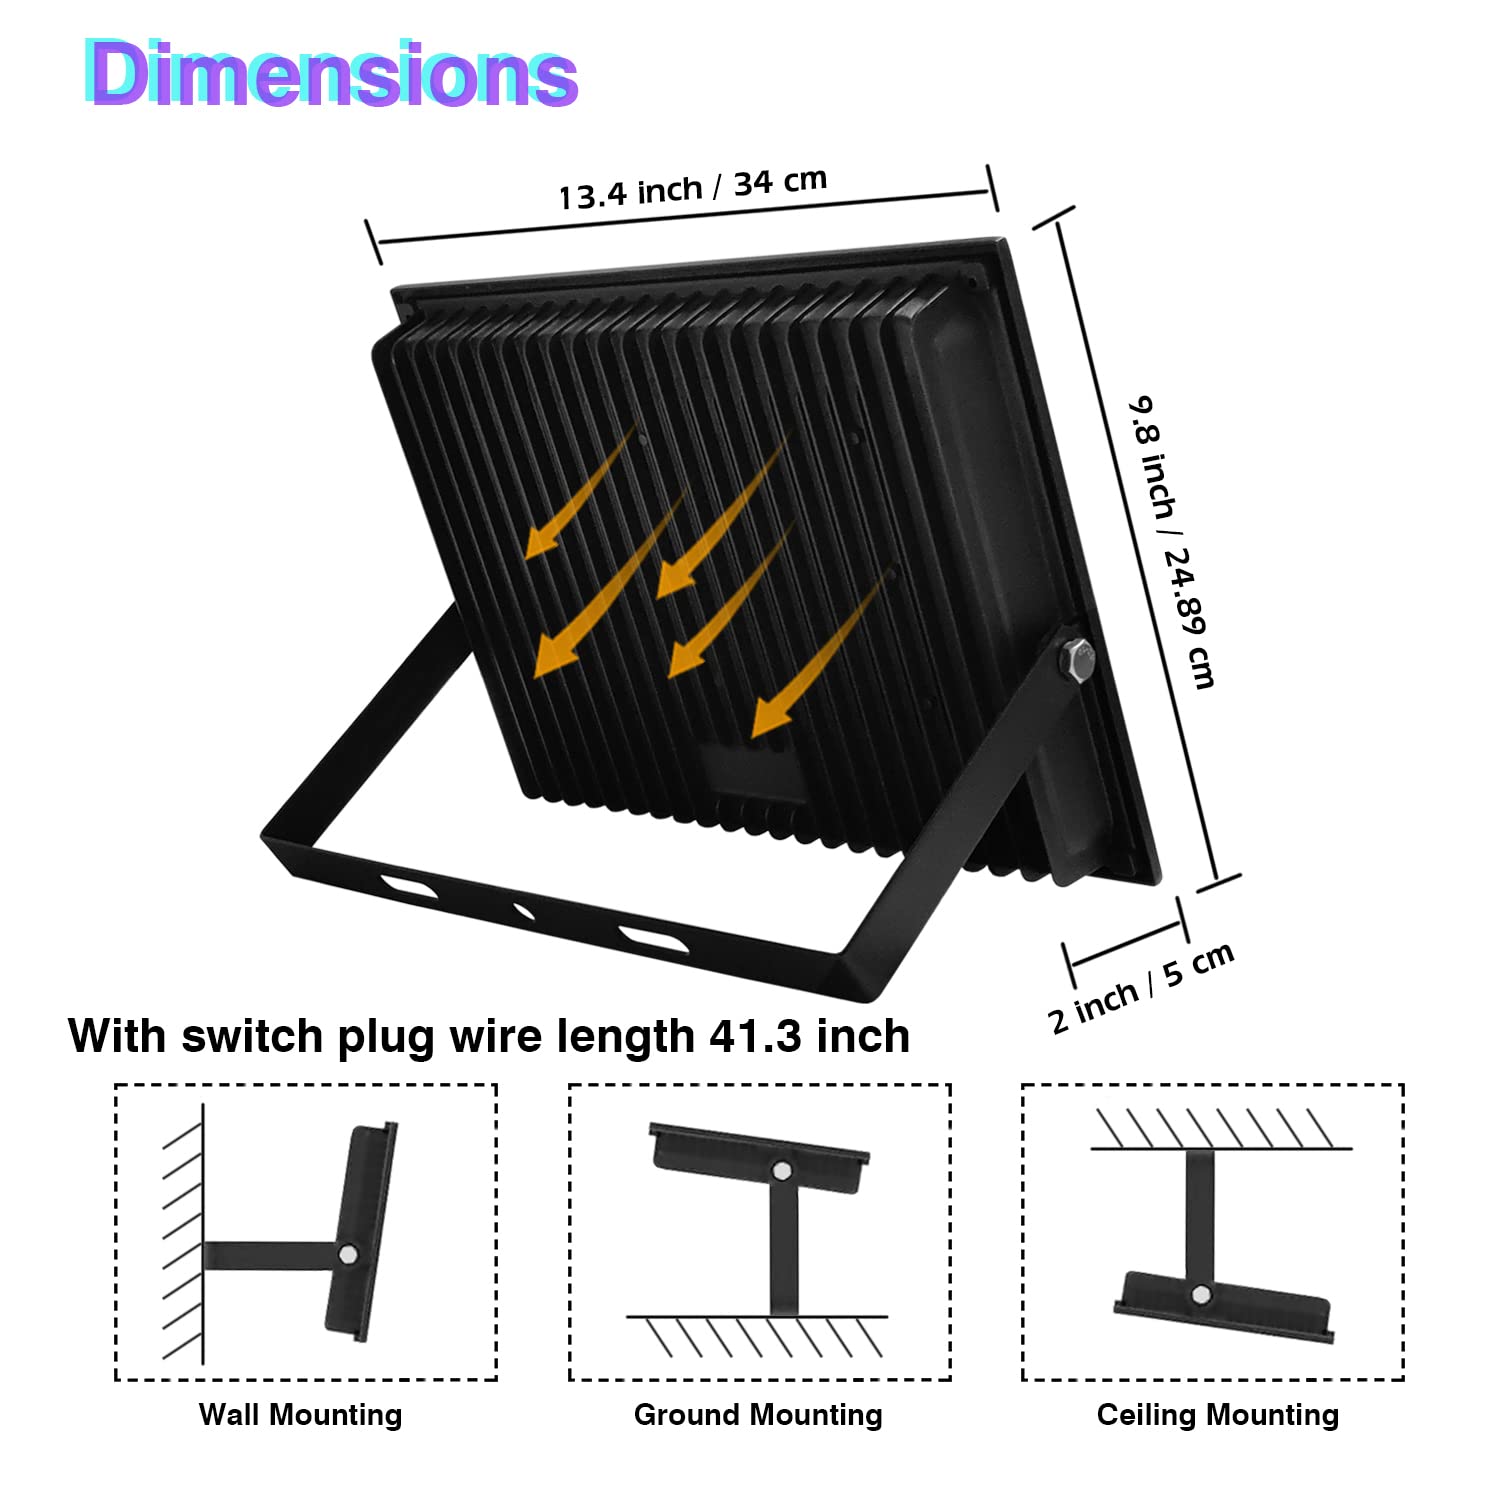 Dimensions
13.4 inch / 34 cm
9.8 inch / 24.89 cm
2 inch / 5 cm
With switch plug wire length 41.3 inch
Wall Mounting
Ground Mounting
Ceiling Mounting